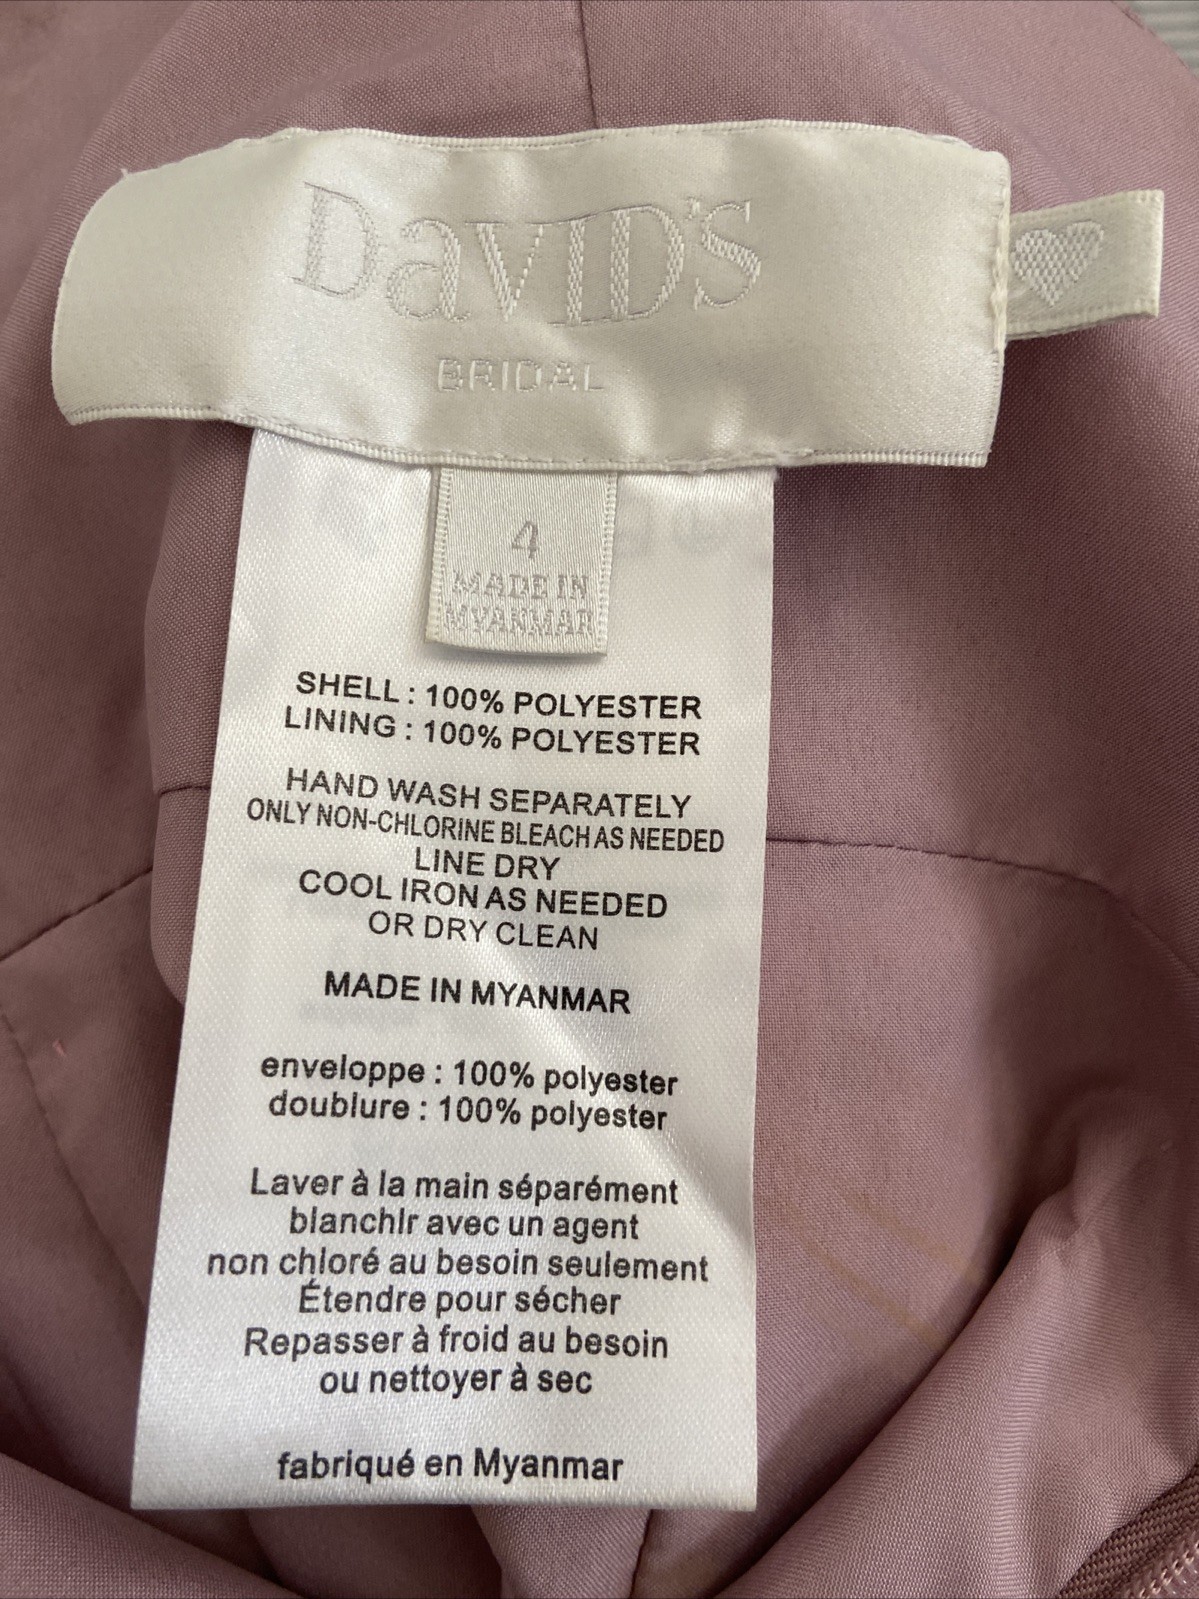 DaVID'S
BRIDAL
4
MADE IN
MYANMAR
SHELL : 100% POLYESTER
LINING : 100% POLYESTER
HAND WASH SEPARATELY
ONLY NON-CHLORINE BLEACH AS NEEDED
LINE DRY
COOL IRON AS NEEDED
OR DRY CLEAN
MADE IN MYANMAR
enveloppe : 100% polyester
doublure : 100% polyester
Laver à la main séparément
blanchIr avec un agent
non chloré au besoin seulement
Étendre pour sécher
Repasser à froid au besoin
ou nettoyer à sec
fabriqué en Myanmar